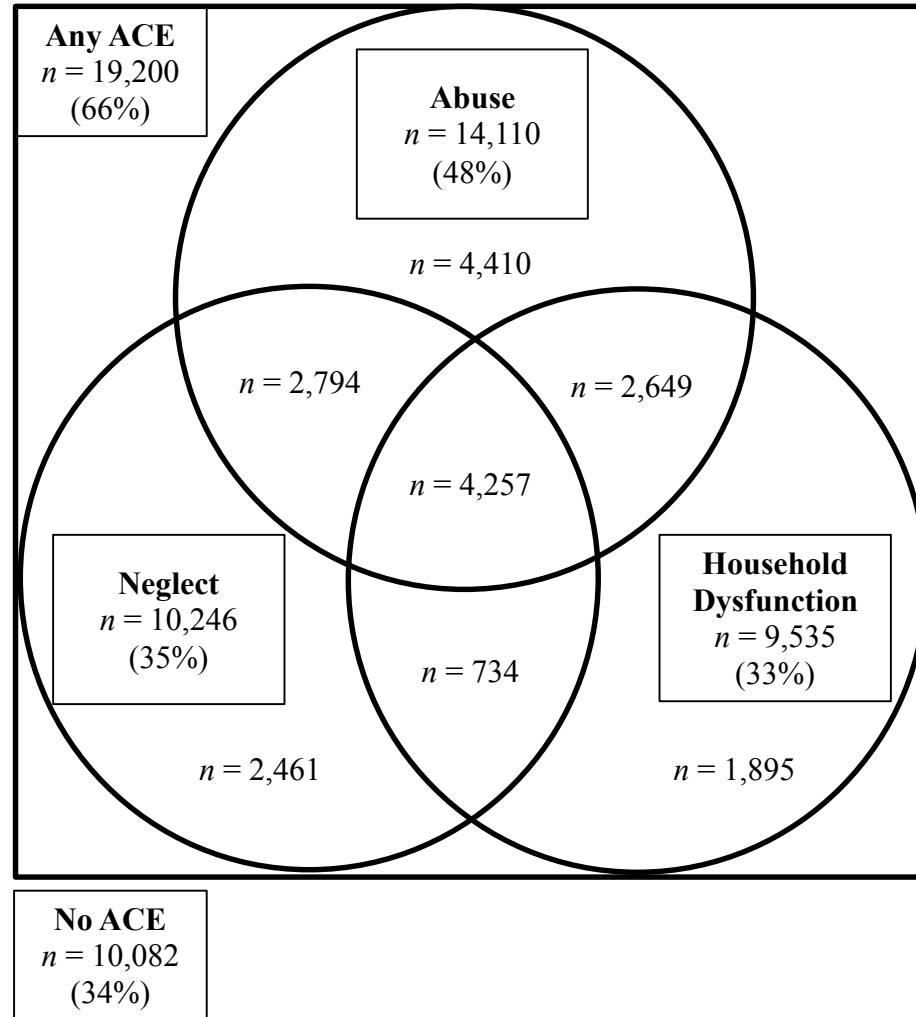 Any ACE
n = 19,200
(66%)
Abuse
n = 14,110
(48%)
n = 4,410
n = 2,794
n = 2,649
n = 4,257
Neglect
n = 10,246
(35%)
Household
Dysfunction
n = 9,535
(33%)
n = 734
n = 2,461
n = 1,895
No ACE
n = 10,082
(34%)